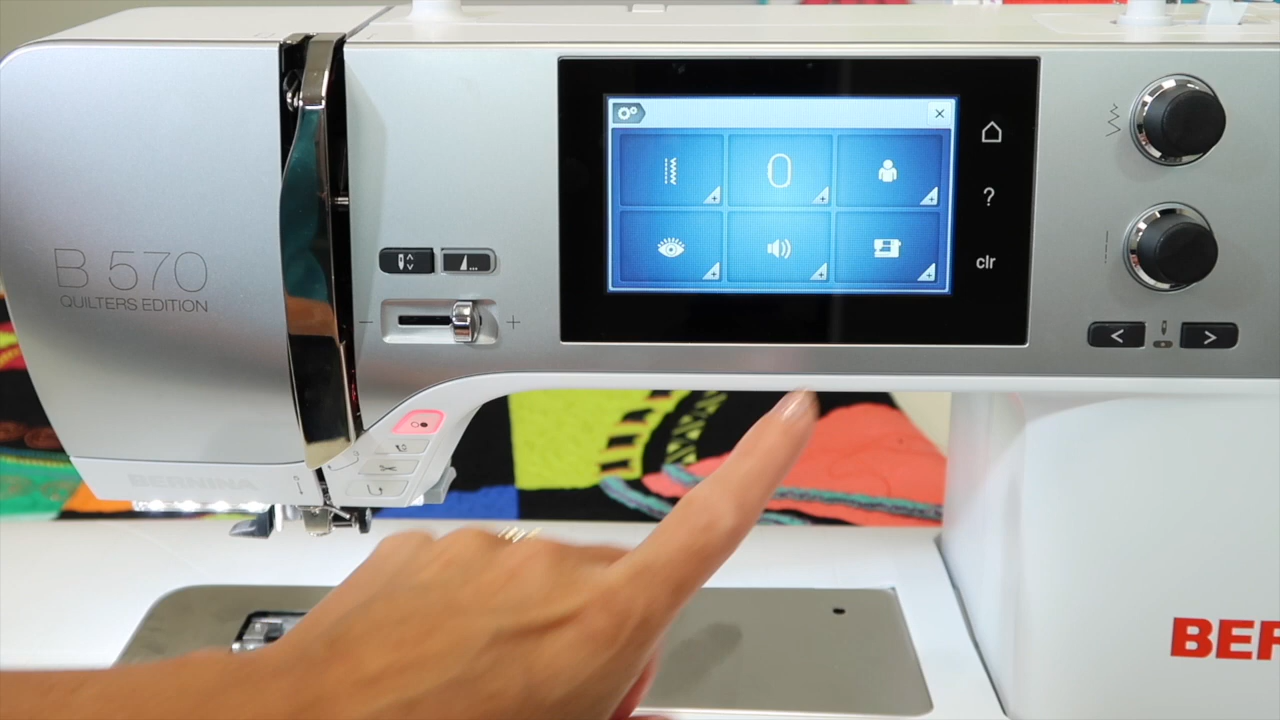 B 570
QUILTERS EDITION
?
clr
- +
< >
BERNINA
BER